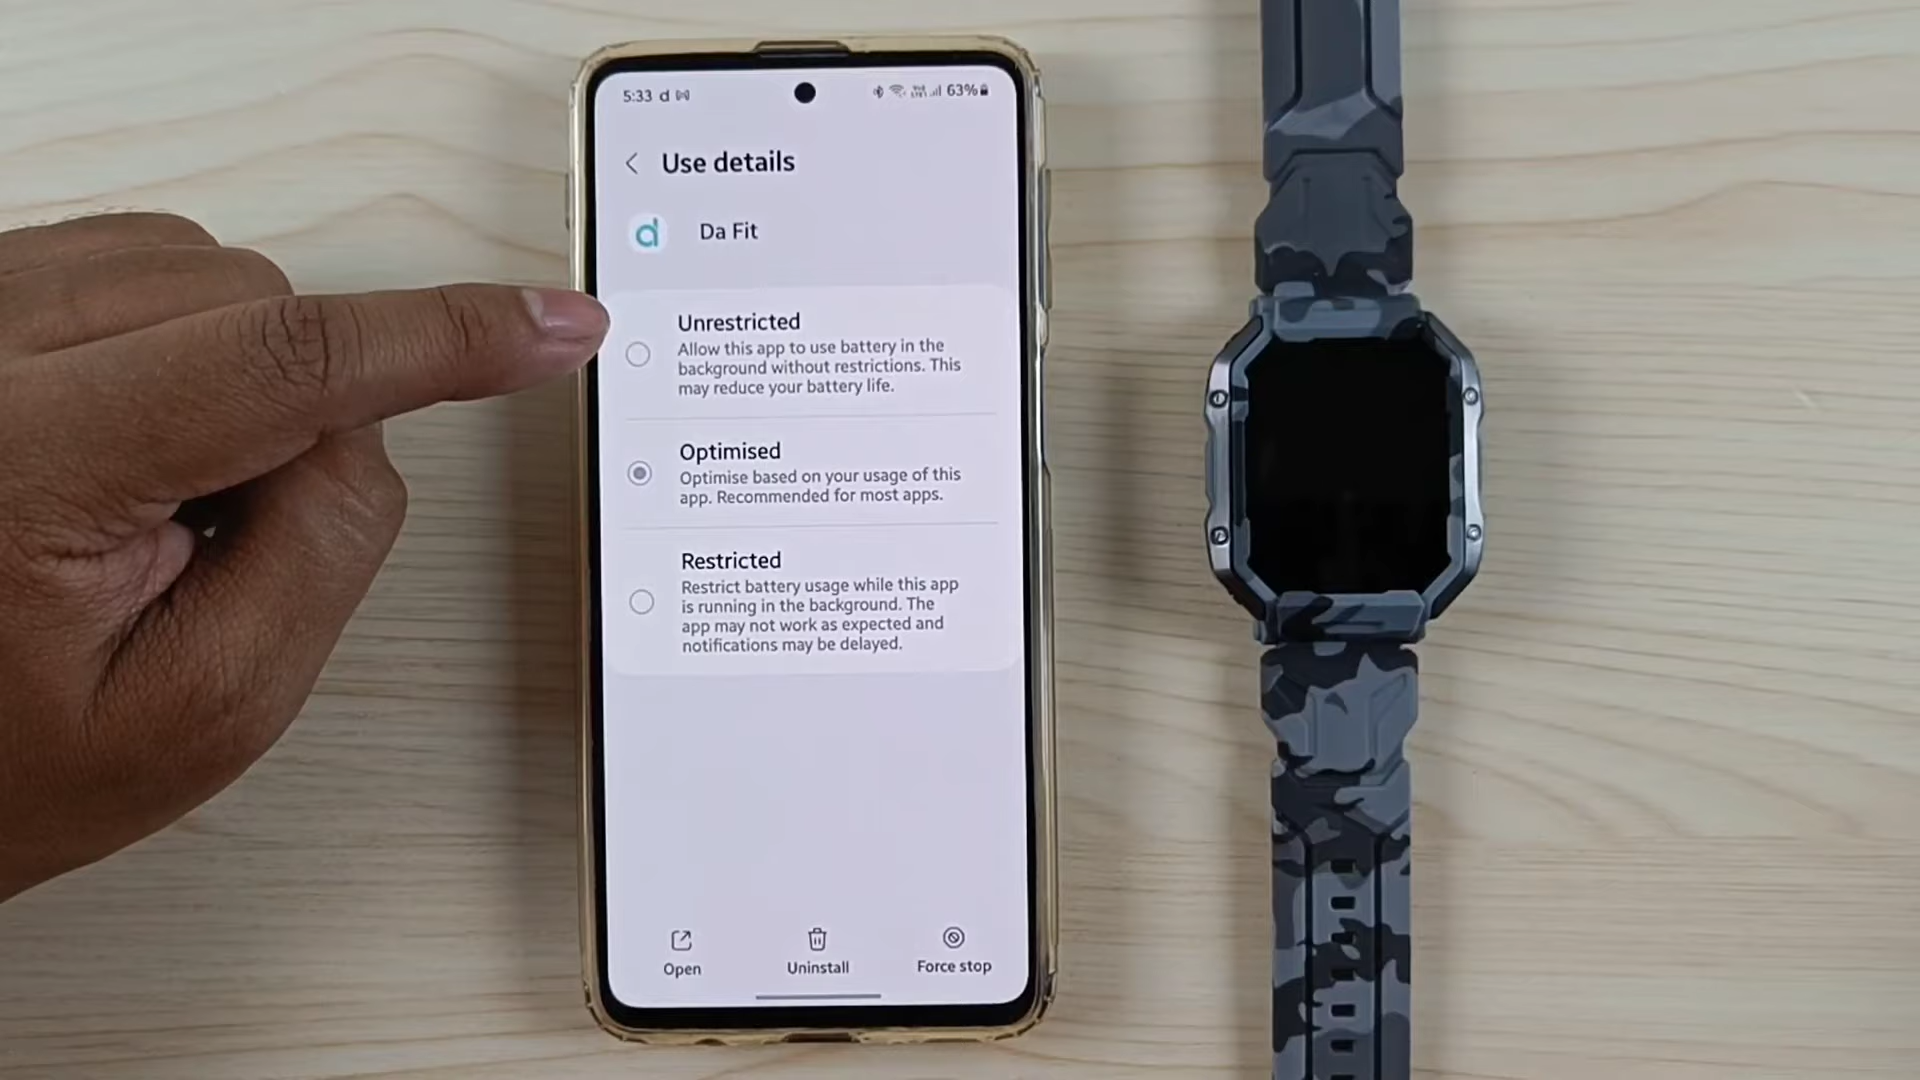 5:33 d
63%
Use details
Da Fit
Unrestricted
Allow this app to use battery in the
background without restrictions. This
may reduce your battery life.
Optimised
Optimise based on your usage of this
app. Recommended for most apps.
Restricted
Restrict battery usage while this app
is running in the background. The
app may not work as expected and
notifications may be delayed.
Open
Uninstall
Force stop